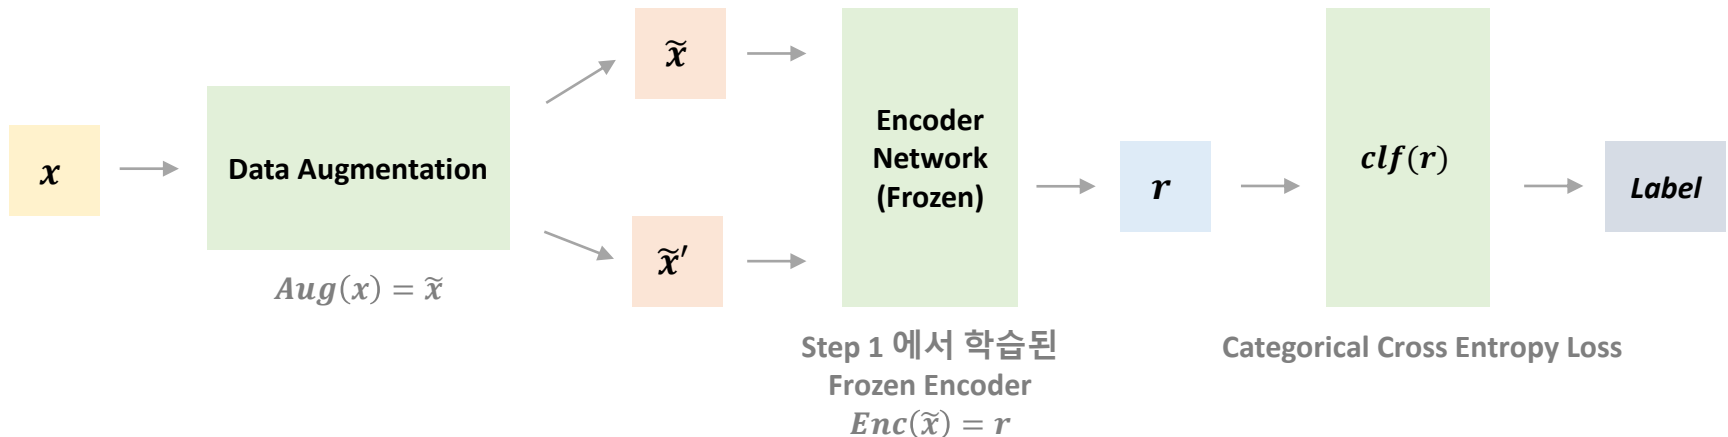 x
Data Augmentation
Aug(x) = x̃
x̃
x̃′
Encoder
Network
(Frozen)
Step 1 에서 학습된
Frozen Encoder
Enc(x̃) = r
r
clf(r)
Categorical Cross Entropy Loss
Label